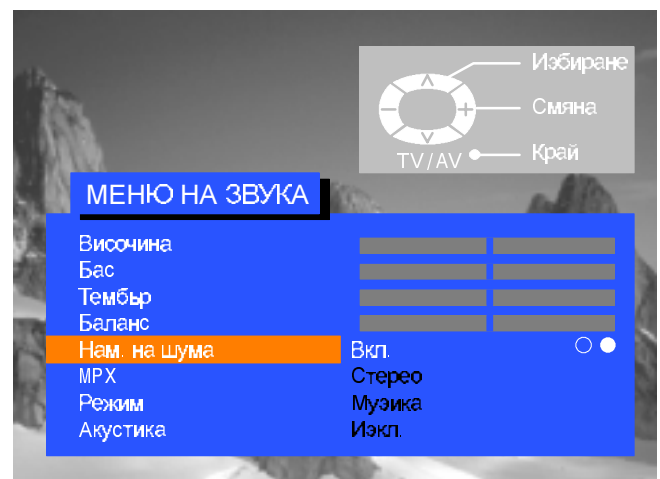 Избиране
Смяна
TV/AV Край
МЕНЮ НА ЗВУКА
Височина
Бас
Тембър
Баланс
Нам. на шума Вкл.
MPX Стерео
Режим Музика
Акустика Изкл.